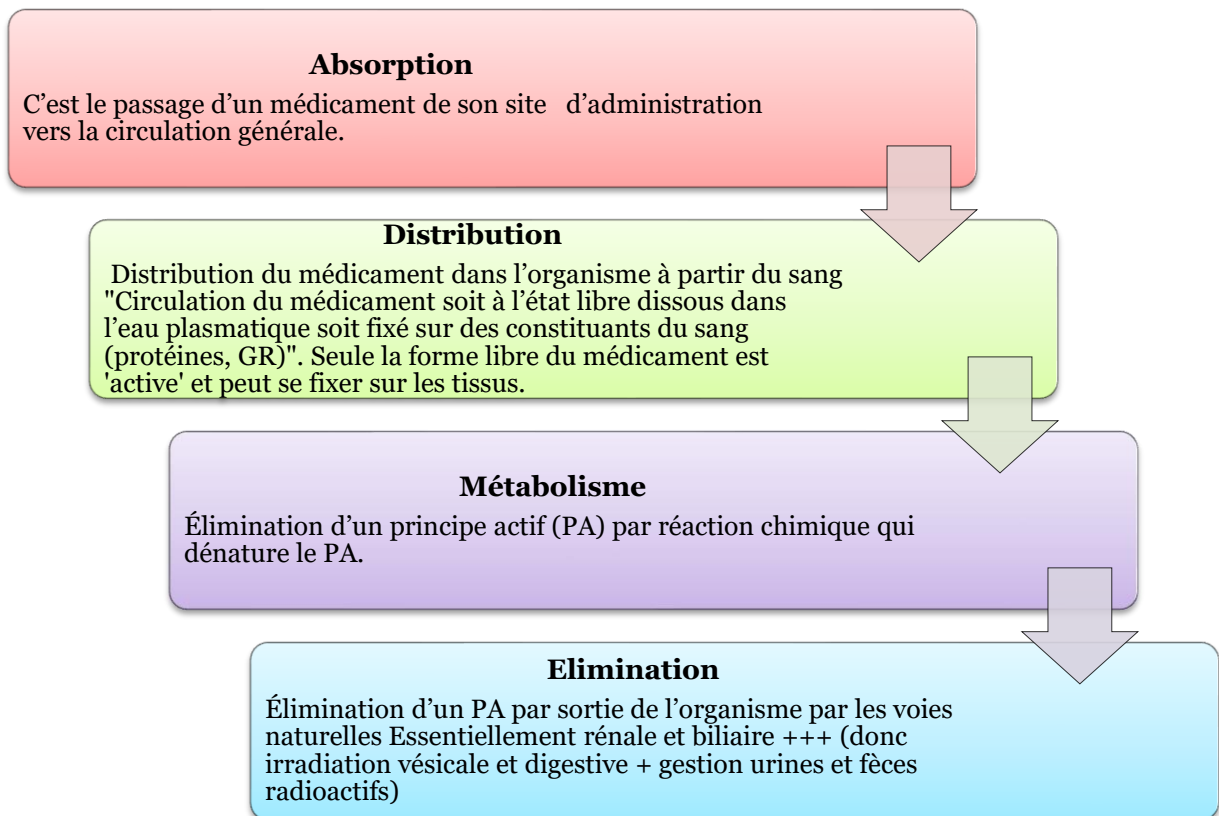 Absorption
C’est le passage d’un médicament de son site d’administration
vers la circulation générale.
Distribution
Distribution du médicament dans l’organisme à partir du sang
"Circulation du médicament soit à l’état libre dissous dans
l’eau plasmatique soit fixé sur des constituants du sang
(protéines, GR)". Seule la forme libre du médicament est
'active' et peut se fixer sur les tissus.
Métabolisme
Élimination d’un principe actif (PA) par réaction chimique qui
dénature le PA.
Elimination
Élimination d’un PA par sortie de l’organisme par les voies
naturelles Essentiellement rénale et biliaire +++ (donc
irradiation vésicale et digestive + gestion urines et fèces
radioactifs)